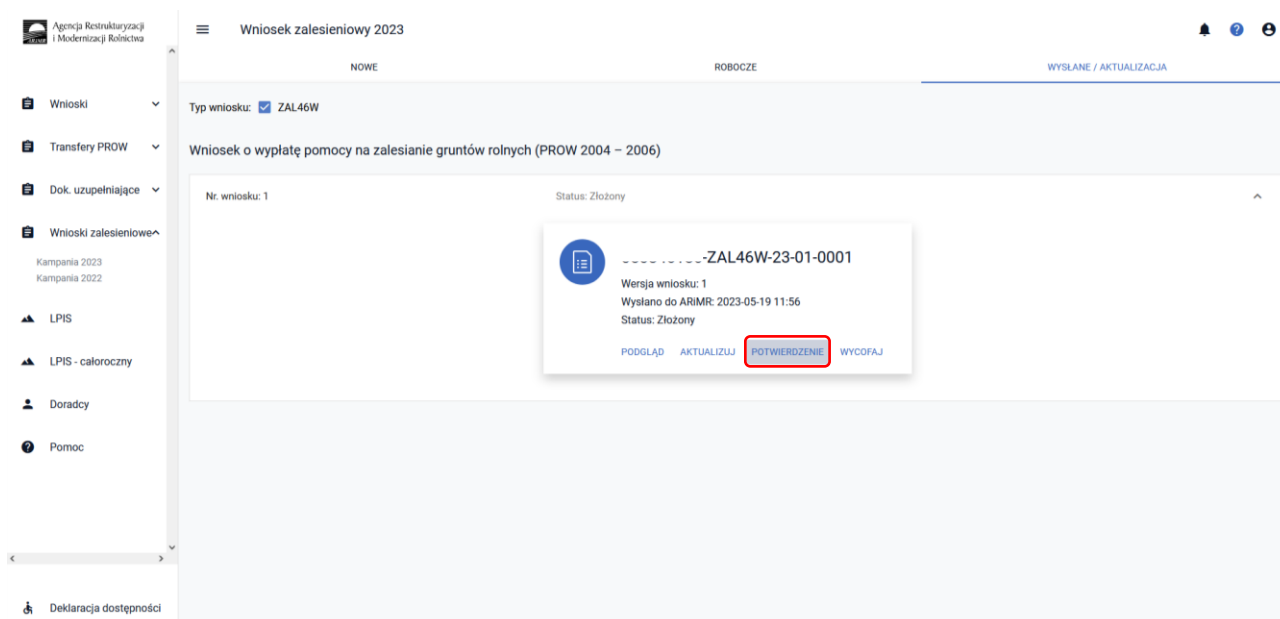 Agencja Restrukturyzacji
i Modernizacji Rolnictwa
Wniosek zalesieniowy 2023
NOWE
ROBOCZE
WYSŁANE / AKTUALIZACJA
Wnioski
Transfery PROW
Dok. uzupełniające
Wnioski zalesieniowe
Kampania 2023
Kampania 2022
LPIS
LPIS - całoroczny
Doradcy
Pomoc
Deklaracja dostępności
Typ wniosku: ZAL46W
Wniosek o wypłatę pomocy na zalesianie gruntów rolnych (PROW 2004 – 2006)
Nr. wniosku: 1
Status: Złożony
-ZAL46W-23-01-0001
Wersja wniosku: 1
Wysłano do ARiMR: 2023-05-19 11:56
Status: Złożony
PODGLĄD AKTUALIZUJ POTWIERDZENIE WYCOFAJ